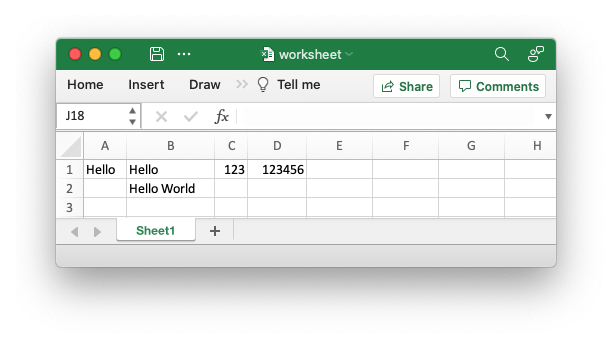 worksheet
Home Insert Draw Tell me Share Comments
J18 fx
A B C D E F G H
1 Hello Hello 123 123456
2 Hello World
3
Sheet1